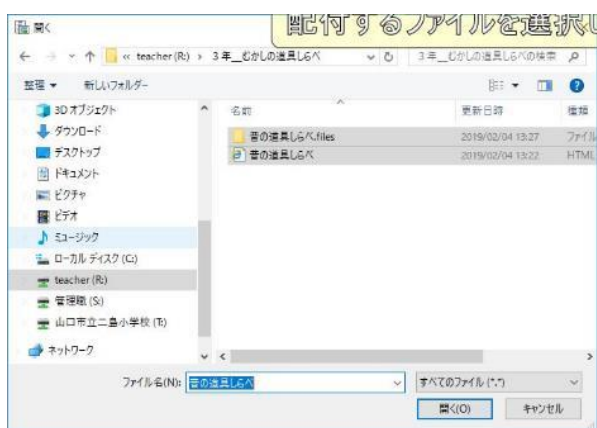 開く
配付するファイルを選択し
« teacher (R:) › 3年__むかしの道具しらべ
3年__むかしの道具しらべの検索
整理 ▼ 新しいフォルダー
名前 更新日時 種類
3D オブジェクト
ダウンロード
デスクトップ
ドキュメント
ピクチャ
ビデオ
ミュージック
ローカル ディスク (C:)
teacher (R:)
管理職 (S:)
山口市立二島小学校 (T:)
ネットワーク
昔の道具しらべ.files 2019/02/04 13:27 ファイル
昔の道具しらべ 2019/02/04 13:22 HTML
ファイル名(N): 昔の道具しらべ
すべてのファイル (*.*)
開く(O) キャンセル